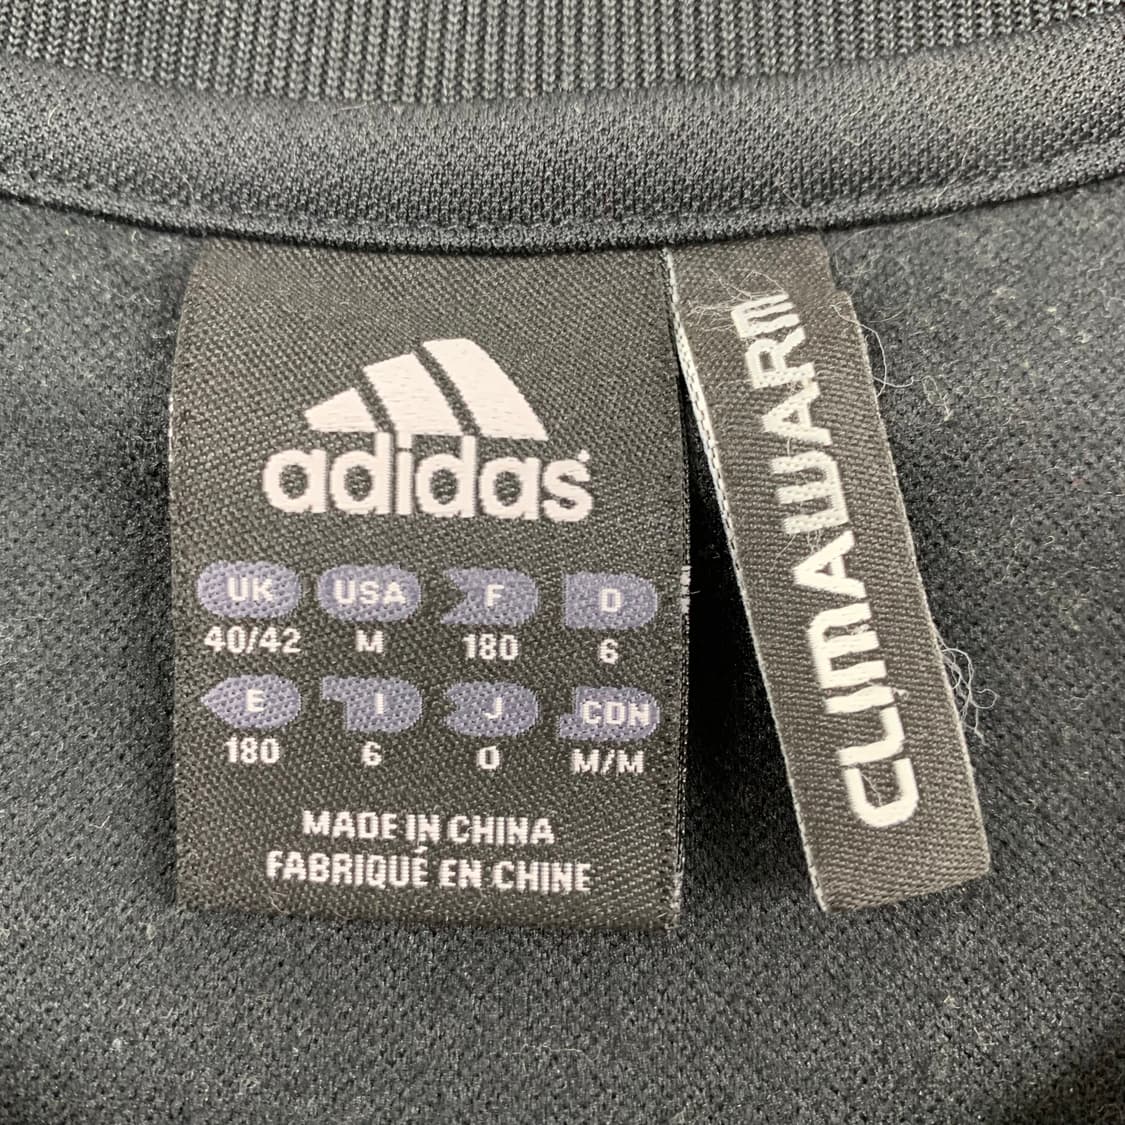 adidas
UK USA F D
40/42 M 180 6
E I J CDN
180 6 O M/M
MADE IN CHINA
FABRIQUÉ EN CHINE
CLIMAWARM